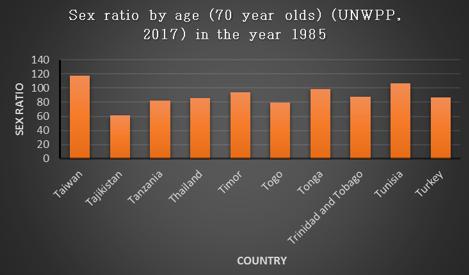 Sex ratio by age (70 year olds) (UNWPP,
2017) in the year 1985
SEX RATIO
140
120
100
80
60
40
20
0
Taiwan
Tajikistan
Tanzania
Thailand
Timor
Togo
Tonga
Trinidad and Tobago
Tunisia
Turkey
COUNTRY